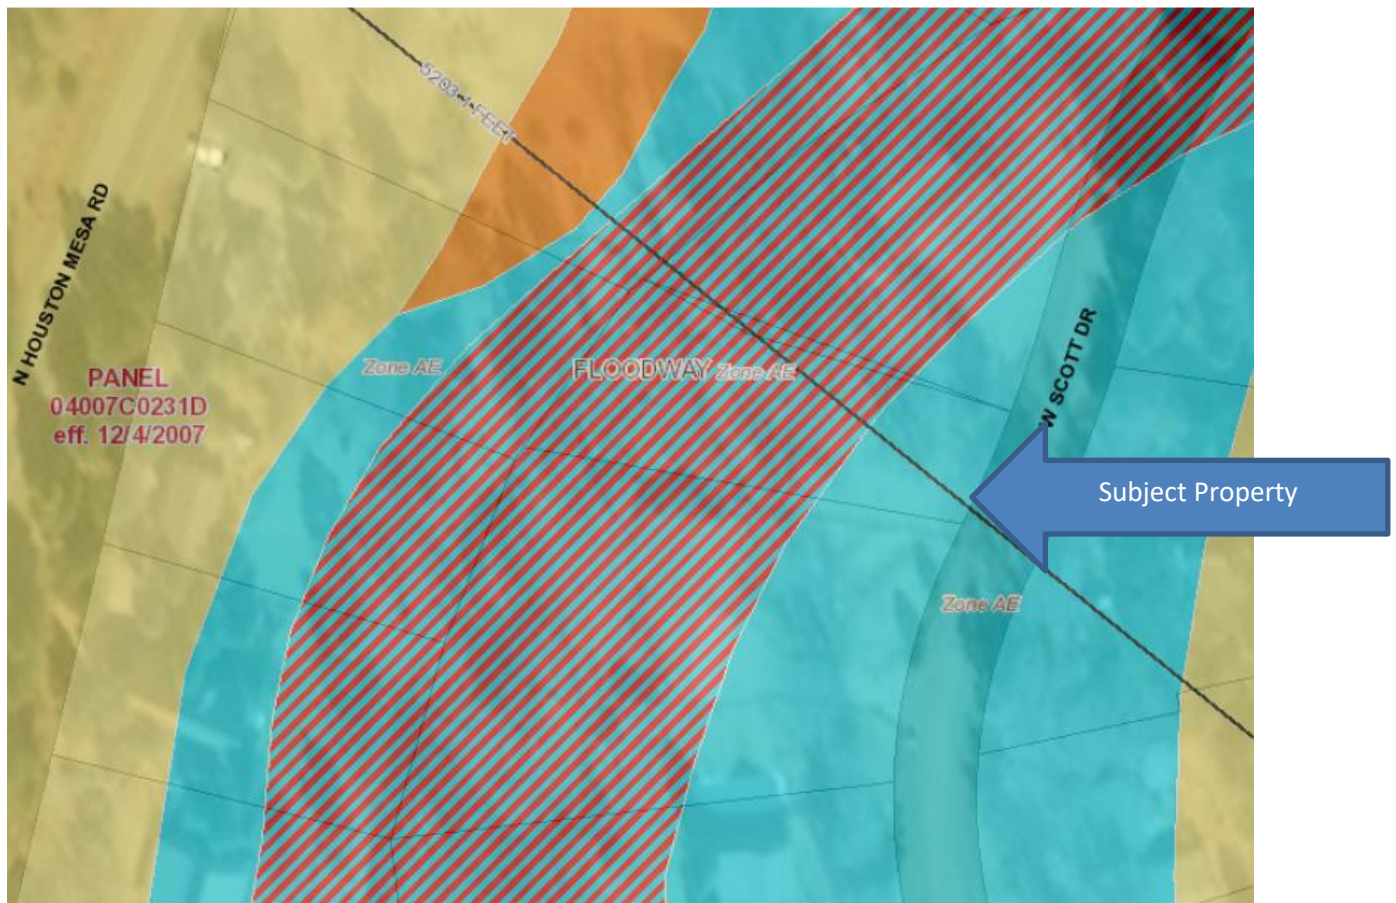 5203.4 FEET
N HOUSTON MESA RD
Zone AE
FLOODWAY Zone AE
PANEL
04007C0231D
eff. 12/4/2007
N SCOTT DR
Subject Property
Zone AE